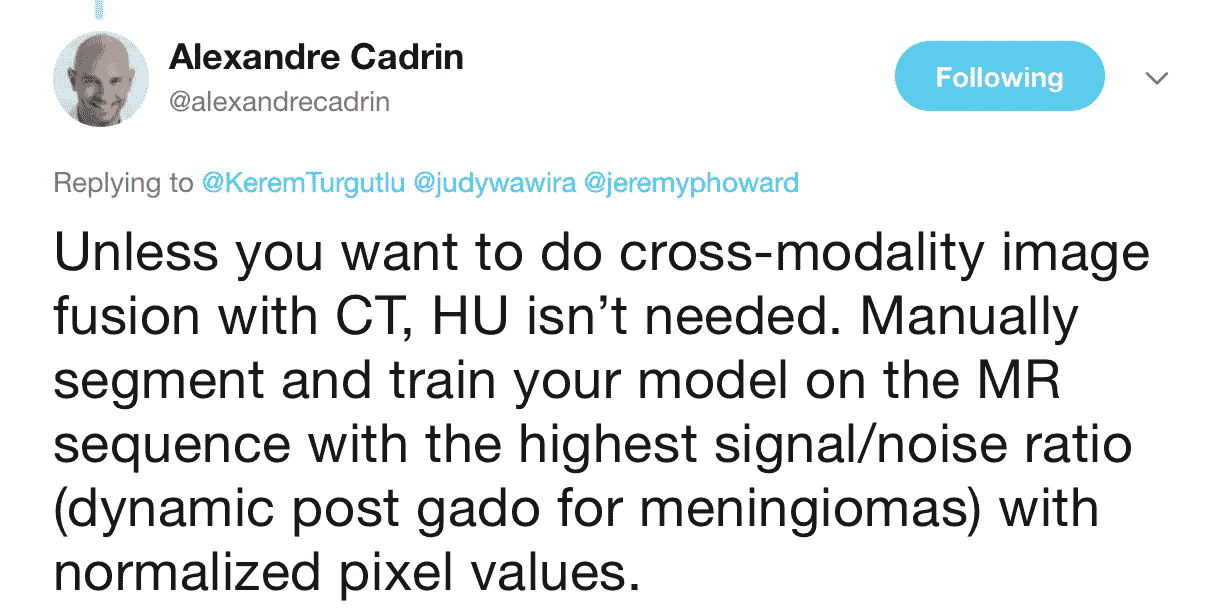 Alexandre Cadrin
@alexandrecadrin
Following
Replying to @KeremTurgutlu @judywawira @jeremyphoward
Unless you want to do cross-modality image
fusion with CT, HU isn’t needed. Manually
segment and train your model on the MR
sequence with the highest signal/noise ratio
(dynamic post gado for meningiomas) with
normalized pixel values.